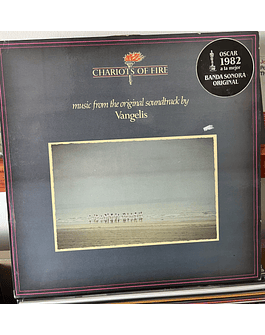 CHARIOTS OF FIRE
OSCAR
1982
a la mejor
BANDA SONORA
ORIGINAL
music from the original soundtrack by
Vangelis